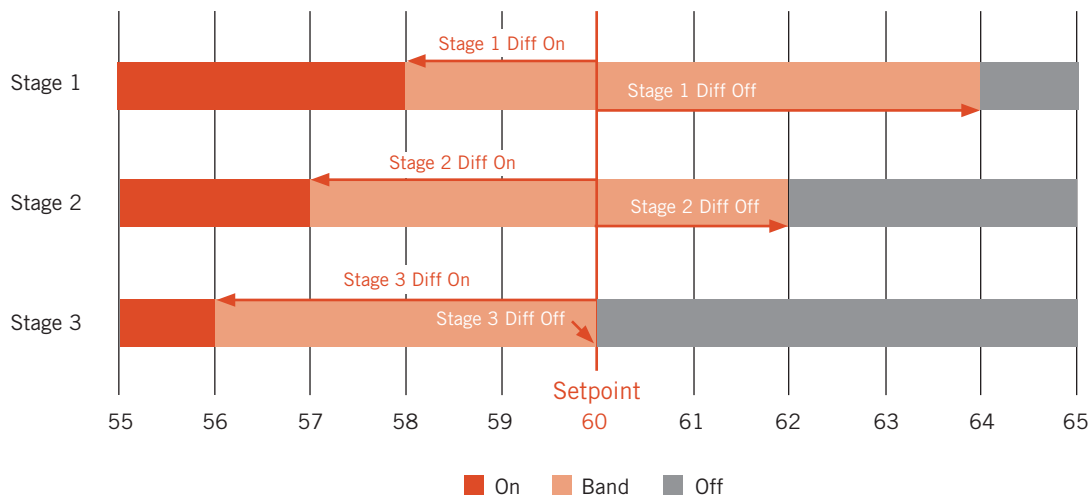 Stage 1 Diff On
Stage 1
Stage 1 Diff Off
Stage 2 Diff On
Stage 2
Stage 2 Diff Off
Stage 3 Diff On
Stage 3
Stage 3 Diff Off
Setpoint
55 56 57 58 59 60 61 62 63 64 65
On Band Off